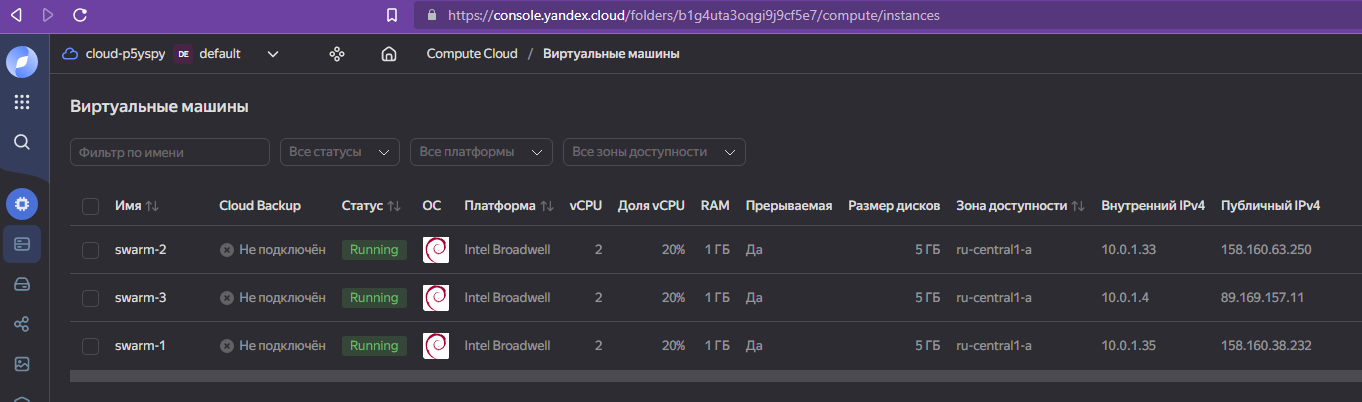 https://console.yandex.cloud/folders/b1g4uta3oqgi9j9cf5e7/compute/instances
cloud-p5yspy DE default Compute Cloud / Виртуальные машины
Виртуальные машины
Фильтр по имени Все статусы Все платформы Все зоны доступности
Имя Cloud Backup Статус ОС Платформа vCPU Доля vCPU RAM Прерываемая Размер дисков Зона доступности Внутренний IPv4 Публичный IPv4
swarm-2 Не подключён Running Intel Broadwell 2 20% 1 ГБ Да 5 ГБ ru-central1-a 10.0.1.33 158.160.63.250
swarm-3 Не подключён Running Intel Broadwell 2 20% 1 ГБ Да 5 ГБ ru-central1-a 10.0.1.4 89.169.157.11
swarm-1 Не подключён Running Intel Broadwell 2 20% 1 ГБ Да 5 ГБ ru-central1-a 10.0.1.35 158.160.38.232